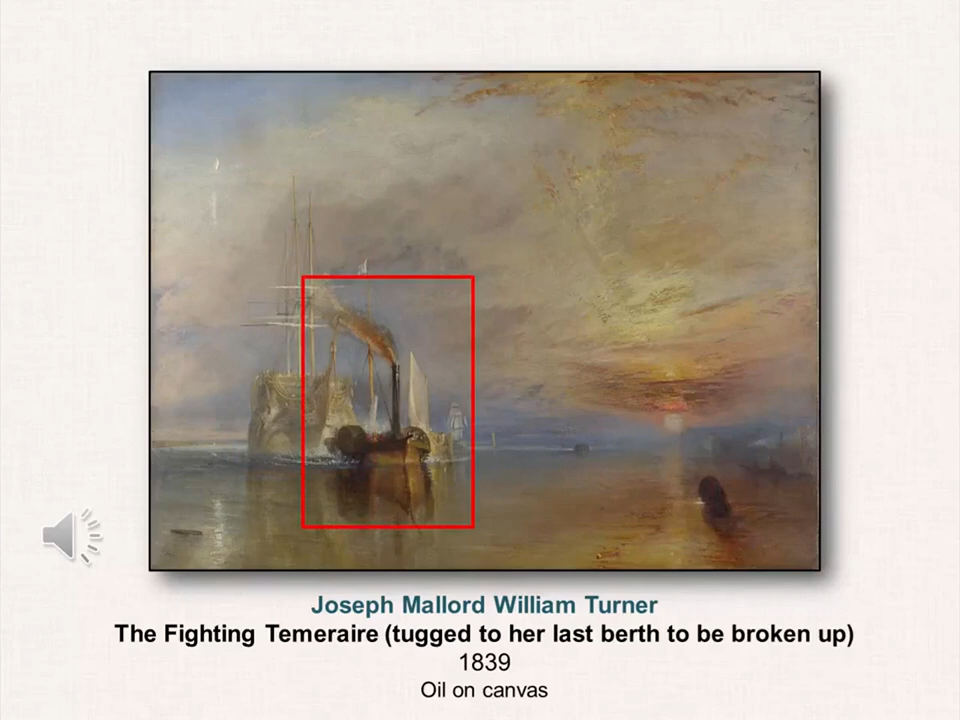 Joseph Mallord William Turner
The Fighting Temeraire (tugged to her last berth to be broken up)
1839
Oil on canvas